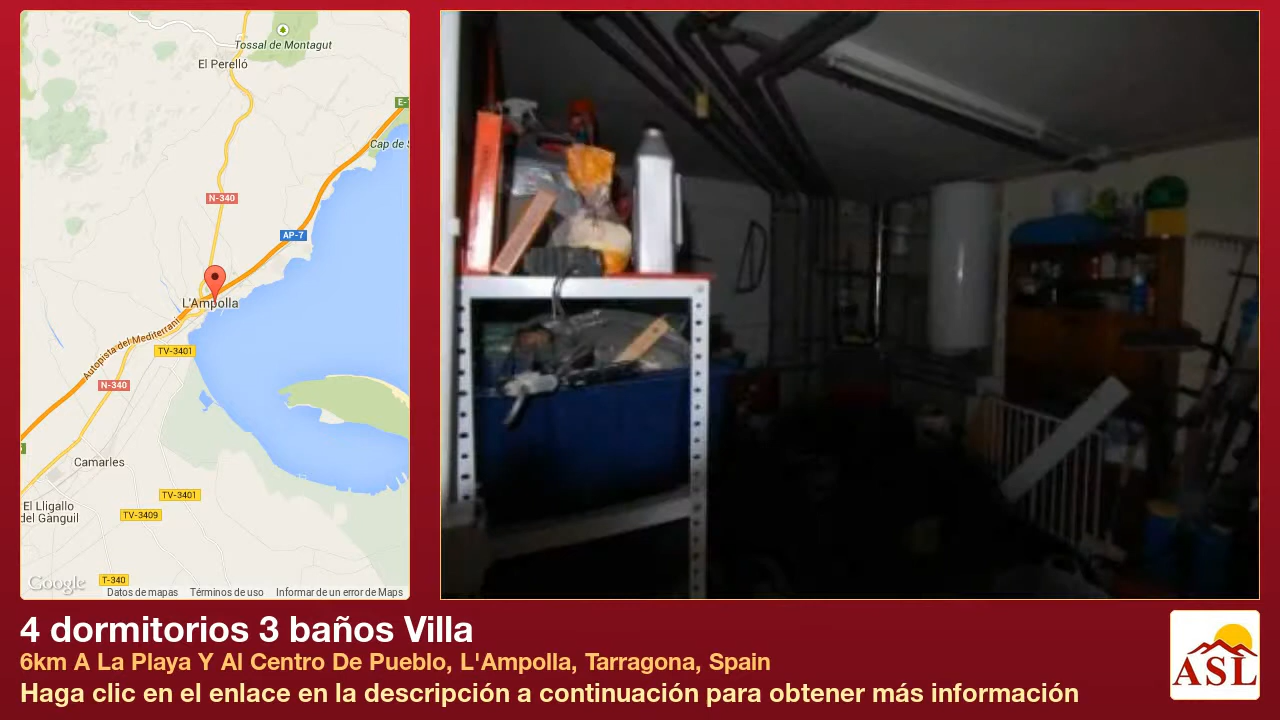 Tossal de Montagut
El Perelló
E-
Cap de
N-340
AP-7
L'Ampolla
Autopista del Mediterrani
TV-3401
N-340
Camarles
TV-3401
El Lligallo
del Gànguil
TV-3409
T-340
Google
Datos de mapas Términos de uso Informar de un error de Maps
4 dormitorios 3 baños Villa
6km A La Playa Y Al Centro De Pueblo, L'Ampolla, Tarragona, Spain
Haga clic en el enlace en la descripción a continuación para obtener más información
ASL